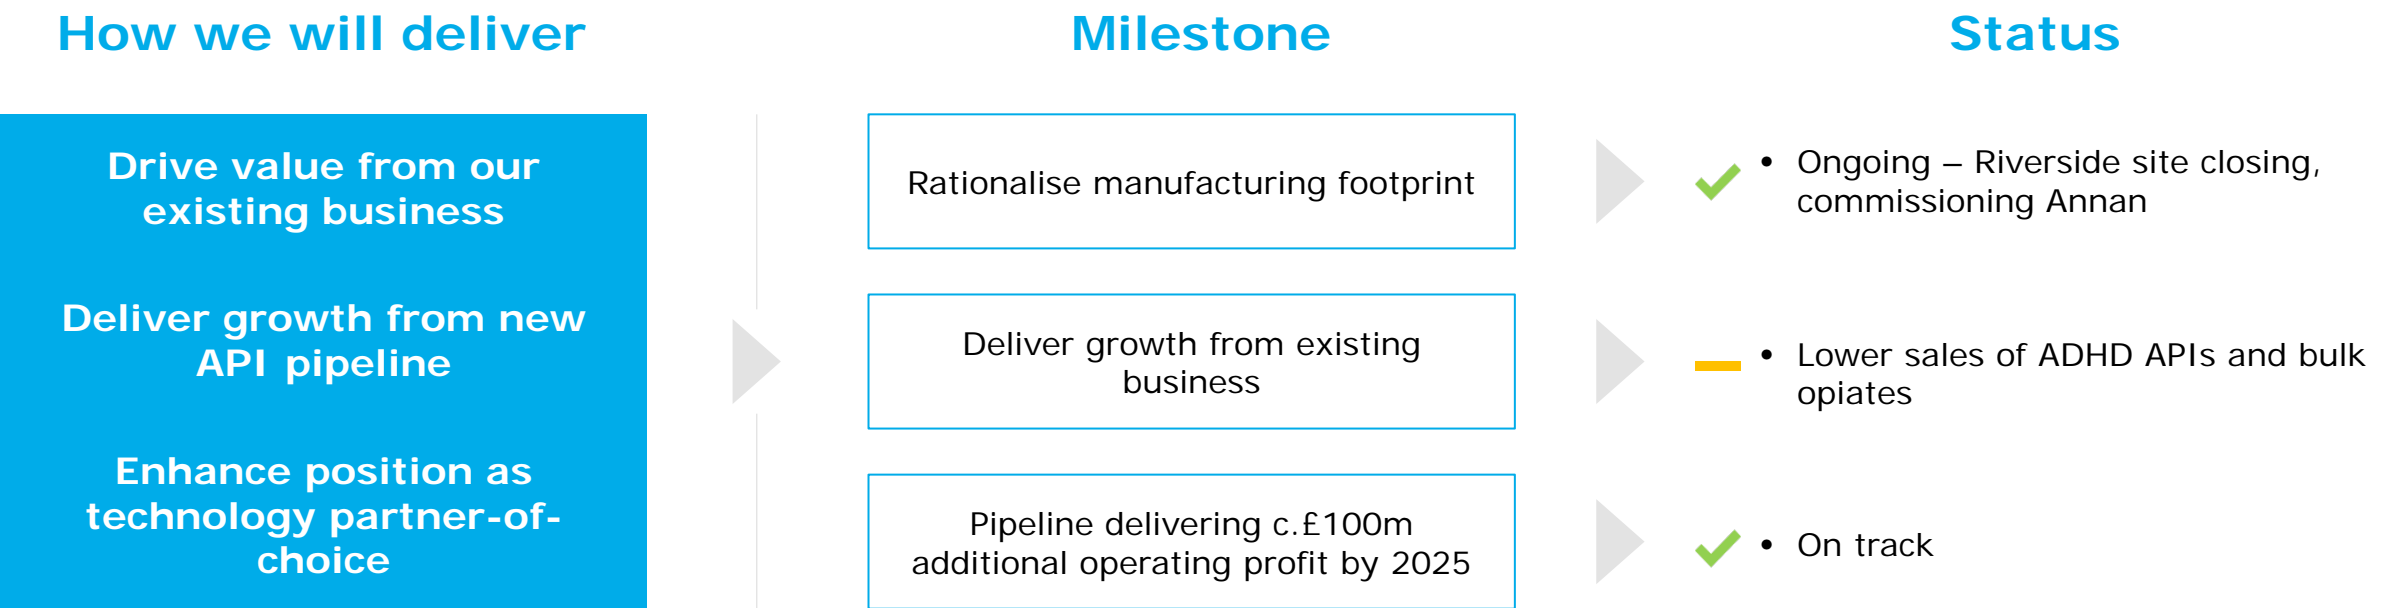 How we will deliver
Milestone
Status
Drive value from our
existing business
Deliver growth from new
API pipeline
Enhance position as
technology partner-of-
choice
Rationalise manufacturing footprint
Deliver growth from existing
business
Pipeline delivering c.£100m
additional operating profit by 2025
• Ongoing – Riverside site closing,
commissioning Annan
• Lower sales of ADHD APIs and bulk
opiates
• On track